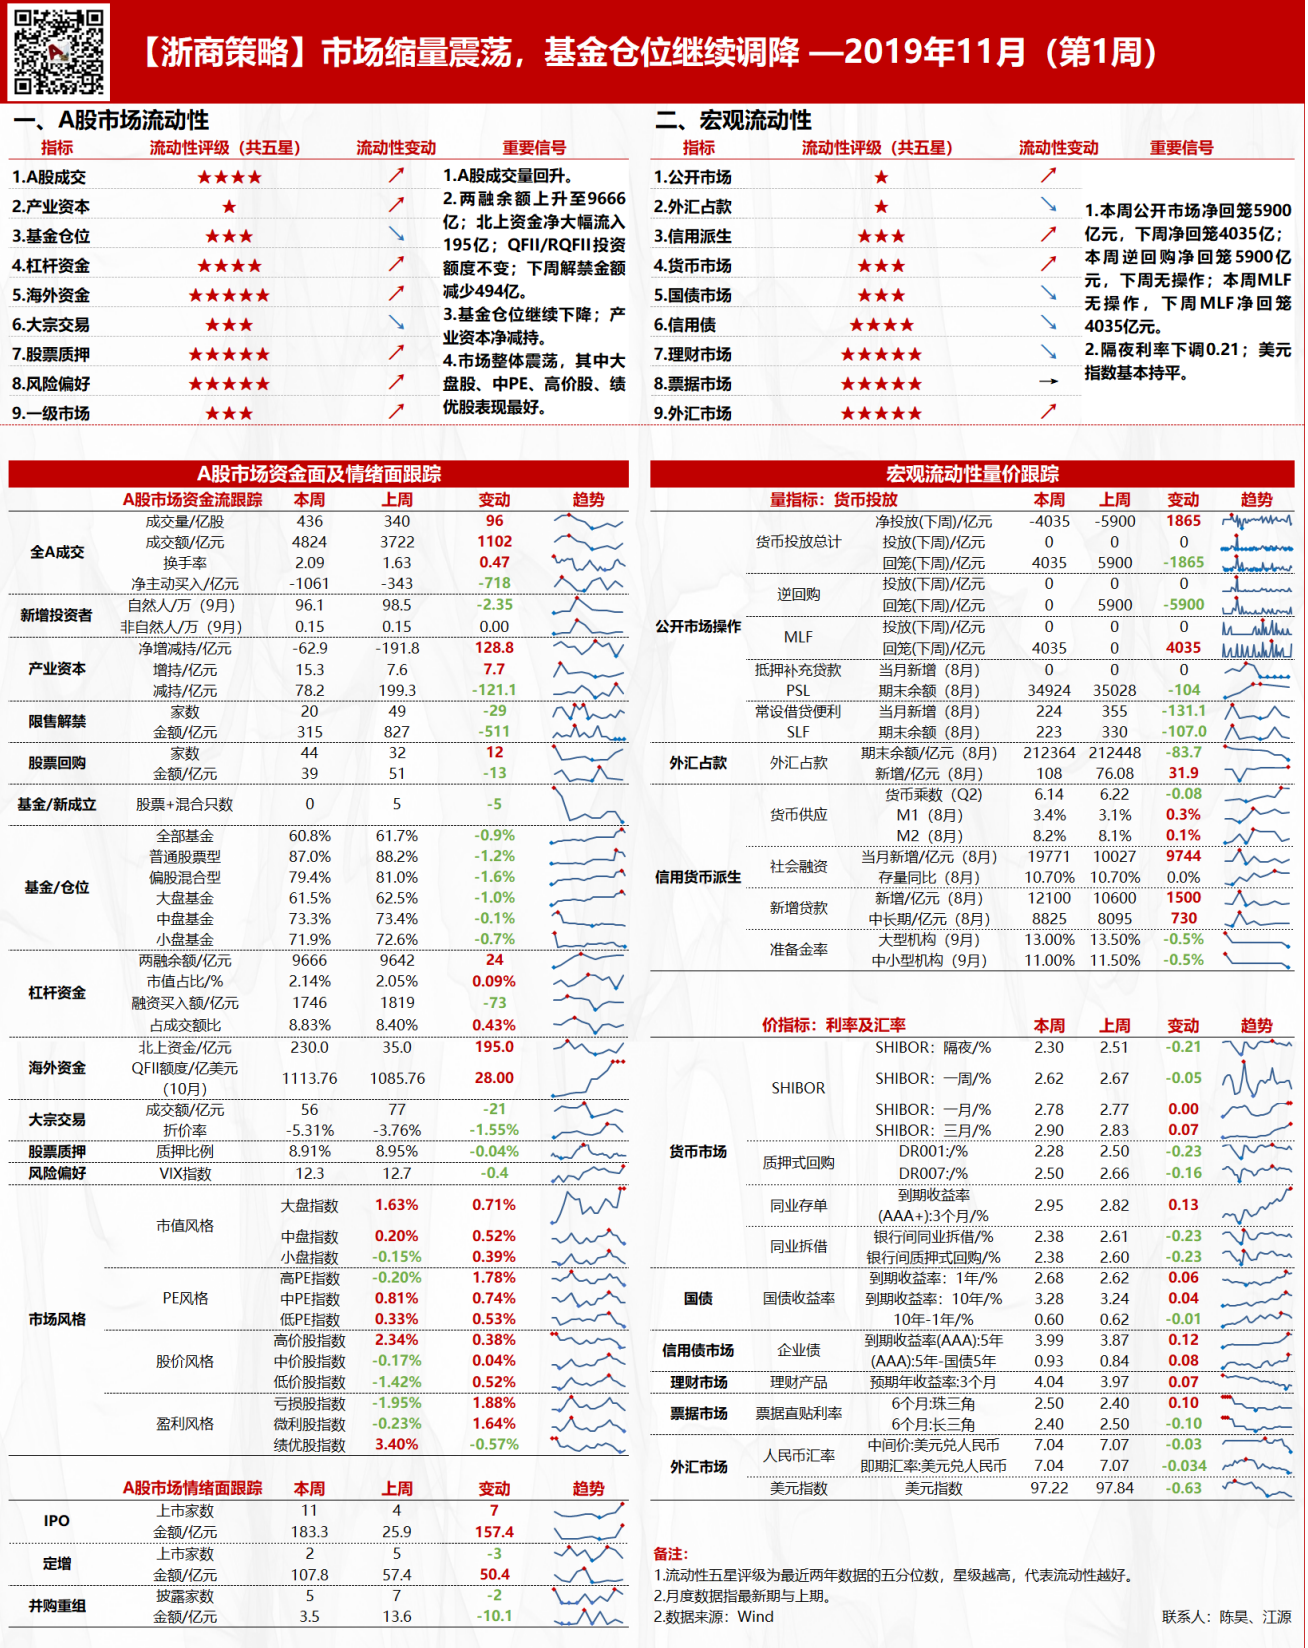 【浙商策略】市场缩量震荡，基金仓位继续调降 —2019年11月（第1周）
一、A股市场流动性
指标 流动性评级（共五星） 流动性变动 重要信号
1.A股成交 ★★★★ ↗
2.产业资本 ★ ↗
3.基金仓位 ★★★ ↘
4.杠杆资金 ★★★★ ↗
5.海外资金 ★★★★★ ↗
6.大宗交易 ★★★ ↘
7.股票质押 ★★★★★ ↗
8.风险偏好 ★★★★★ ↗
9.一级市场 ★★★ ↗
1.A股成交量回升。
2.两融余额上升至9666
亿；北上资金净大幅流入
195亿；QFII/RQFII投资
额度不变；下周解禁金额
减少494亿。
3.基金仓位继续下降；产
业资本净减持。
4.市场整体震荡，其中大
盘股、中PE、高价股、绩
优股表现最好。
二、宏观流动性
指标 流动性评级（共五星） 流动性变动 重要信号
1.公开市场 ★ ↗
2.外汇占款 ★ ↘
3.信用派生 ★★★ ↗
4.货币市场 ★★★ ↗
5.国债市场 ★★★ ↘
6.信用债 ★★★★ ↘
7.理财市场 ★★★★★ ↘
8.票据市场 ★★★★★ →
9.外汇市场 ★★★★★ ↗
1.本周公开市场净回笼5900
亿元，下周净回笼4035亿；
本周逆回购净回笼5900亿
元，下周无操作；本周MLF
无操作，下周MLF净回笼
4035亿元。
2.隔夜利率下调0.21；美元
指数基本持平。
A股市场资金面及情绪面跟踪
A股市场资金流跟踪 本周 上周 变动 趋势
全A成交
成交量/亿股 436 340 96
成交额/亿元 4824 3722 1102
换手率 2.09 1.63 0.47
净主动买入/亿元 -1061 -343 -718
新增投资者
自然人/万（9月） 96.1 98.5 -2.35
非自然人/万（9月） 0.15 0.15 0.00
产业资本
净增减持/亿元 -62.9 -191.8 128.8
增持/亿元 15.3 7.6 7.7
减持/亿元 78.2 199.3 -121.1
限售解禁
家数 20 49 -29
金额/亿元 315 827 -511
股票回购
家数 44 32 12
金额/亿元 39 51 -13
基金/新成立 股票+混合只数 0 5 -5
基金/仓位
全部基金 60.8% 61.7% -0.9%
普通股票型 87.0% 88.2% -1.2%
偏股混合型 79.4% 81.0% -1.6%
大盘基金 61.5% 62.5% -1.0%
中盘基金 73.3% 73.4% -0.1%
小盘基金 71.9% 72.6% -0.7%
杠杆资金
两融余额/亿元 9666 9642 24
市值占比/% 2.14% 2.05% 0.09%
融资买入额/亿元 1746 1819 -73
占成交额比 8.83% 8.40% 0.43%
海外资金
北上资金/亿元 230.0 35.0 195.0
QFII额度/亿美元
（10月） 1113.76 1085.76 28.00
大宗交易
成交额/亿元 56 77 -21
折价率 -5.31% -3.76% -1.55%
股票质押 质押比例 8.91% 8.95% -0.04%
风险偏好 VIX指数 12.3 12.7 -0.4
市场风格
市值风格
大盘指数 1.63% 0.71%
中盘指数 0.20% 0.52%
小盘指数 -0.15% 0.39%
PE风格
高PE指数 -0.20% 1.78%
中PE指数 0.81% 0.74%
低PE指数 0.33% 0.53%
股价风格
高价股指数 2.34% 0.38%
中价股指数 -0.17% 0.04%
低价股指数 -1.42% 0.52%
盈利风格
亏损股指数 -1.95% 1.88%
微利股指数 -0.23% 1.64%
绩优股指数 3.40% -0.57%
A股市场情绪面跟踪 本周 上周 变动 趋势
IPO
上市家数 11 4 7
金额/亿元 183.3 25.9 157.4
定增
上市家数 2 5 -3
金额/亿元 107.8 57.4 50.4
并购重组
披露家数 5 7 -2
金额/亿元 3.5 13.6 -10.1
宏观流动性量价跟踪
量指标：货币投放 本周 上周 变动 趋势
公开市场操作
货币投放总计
净投放(下周)/亿元 -4035 -5900 1865
投放(下周)/亿元 0 0 0
回笼(下周)/亿元 4035 5900 -1865
逆回购
投放(下周)/亿元 0 0 0
回笼(下周)/亿元 0 5900 -5900
MLF
投放(下周)/亿元 0 0 0
回笼(下周)/亿元 4035 0 4035
抵押补充贷款 当月新增（8月） 0 0 0
PSL 期末余额（8月） 34924 35028 -104
常设借贷便利 当月新增（8月） 224 355 -131.1
SLF 期末余额（8月） 223 330 -107.0
外汇占款 外汇占款
期末余额/亿元（8月） 212364 212448 -83.7
新增/亿元（8月） 108 76.08 31.9
信用货币派生
货币供应
货币乘数（Q2） 6.14 6.22 -0.08
M1（8月） 3.4% 3.1% 0.3%
M2（8月） 8.2% 8.1% 0.1%
社会融资
当月新增/亿元（8月） 19771 10027 9744
存量同比（8月） 10.70% 10.70% 0.0%
新增贷款
新增/亿元（8月） 12100 10600 1500
中长期/亿元（8月） 8825 8095 730
准备金率
大型机构（9月） 13.00% 13.50% -0.5%
中小型机构（9月） 11.00% 11.50% -0.5%
价指标：利率及汇率 本周 上周 变动 趋势
货币市场
SHIBOR
SHIBOR：隔夜/% 2.30 2.51 -0.21
SHIBOR：一周/% 2.62 2.67 -0.05
SHIBOR：一月/% 2.78 2.77 0.00
SHIBOR：三月/% 2.90 2.83 0.07
质押式回购
DR001:/% 2.28 2.50 -0.23
DR007:/% 2.50 2.66 -0.16
同业存单
到期收益率
(AAA+):3个月/% 2.95 2.82 0.13
同业拆借
银行间同业拆借/% 2.38 2.61 -0.23
银行间质押式回购/% 2.38 2.60 -0.23
国债 国债收益率
到期收益率：1年/% 2.68 2.62 0.06
到期收益率：10年/% 3.28 3.24 0.04
10年-1年/% 0.60 0.62 -0.01
信用债市场 企业债
到期收益率(AAA):5年 3.99 3.87 0.12
(AAA):5年-国债5年 0.93 0.84 0.08
理财市场 理财产品 预期年收益率:3个月 4.04 3.97 0.07
票据市场 票据直贴利率
6个月:珠三角 2.50 2.40 0.10
6个月:长三角 2.40 2.50 -0.10
外汇市场
人民币汇率
中间价:美元兑人民币 7.04 7.07 -0.03
即期汇率:美元兑人民币 7.04 7.07 -0.034
美元指数 美元指数 97.22 97.84 -0.63
备注：
1.流动性五星评级为最近两年数据的五分位数，星级越高，代表流动性越好。
2.月度数据指最新期与上期。
2.数据来源：Wind
联系人：陈昊、江源